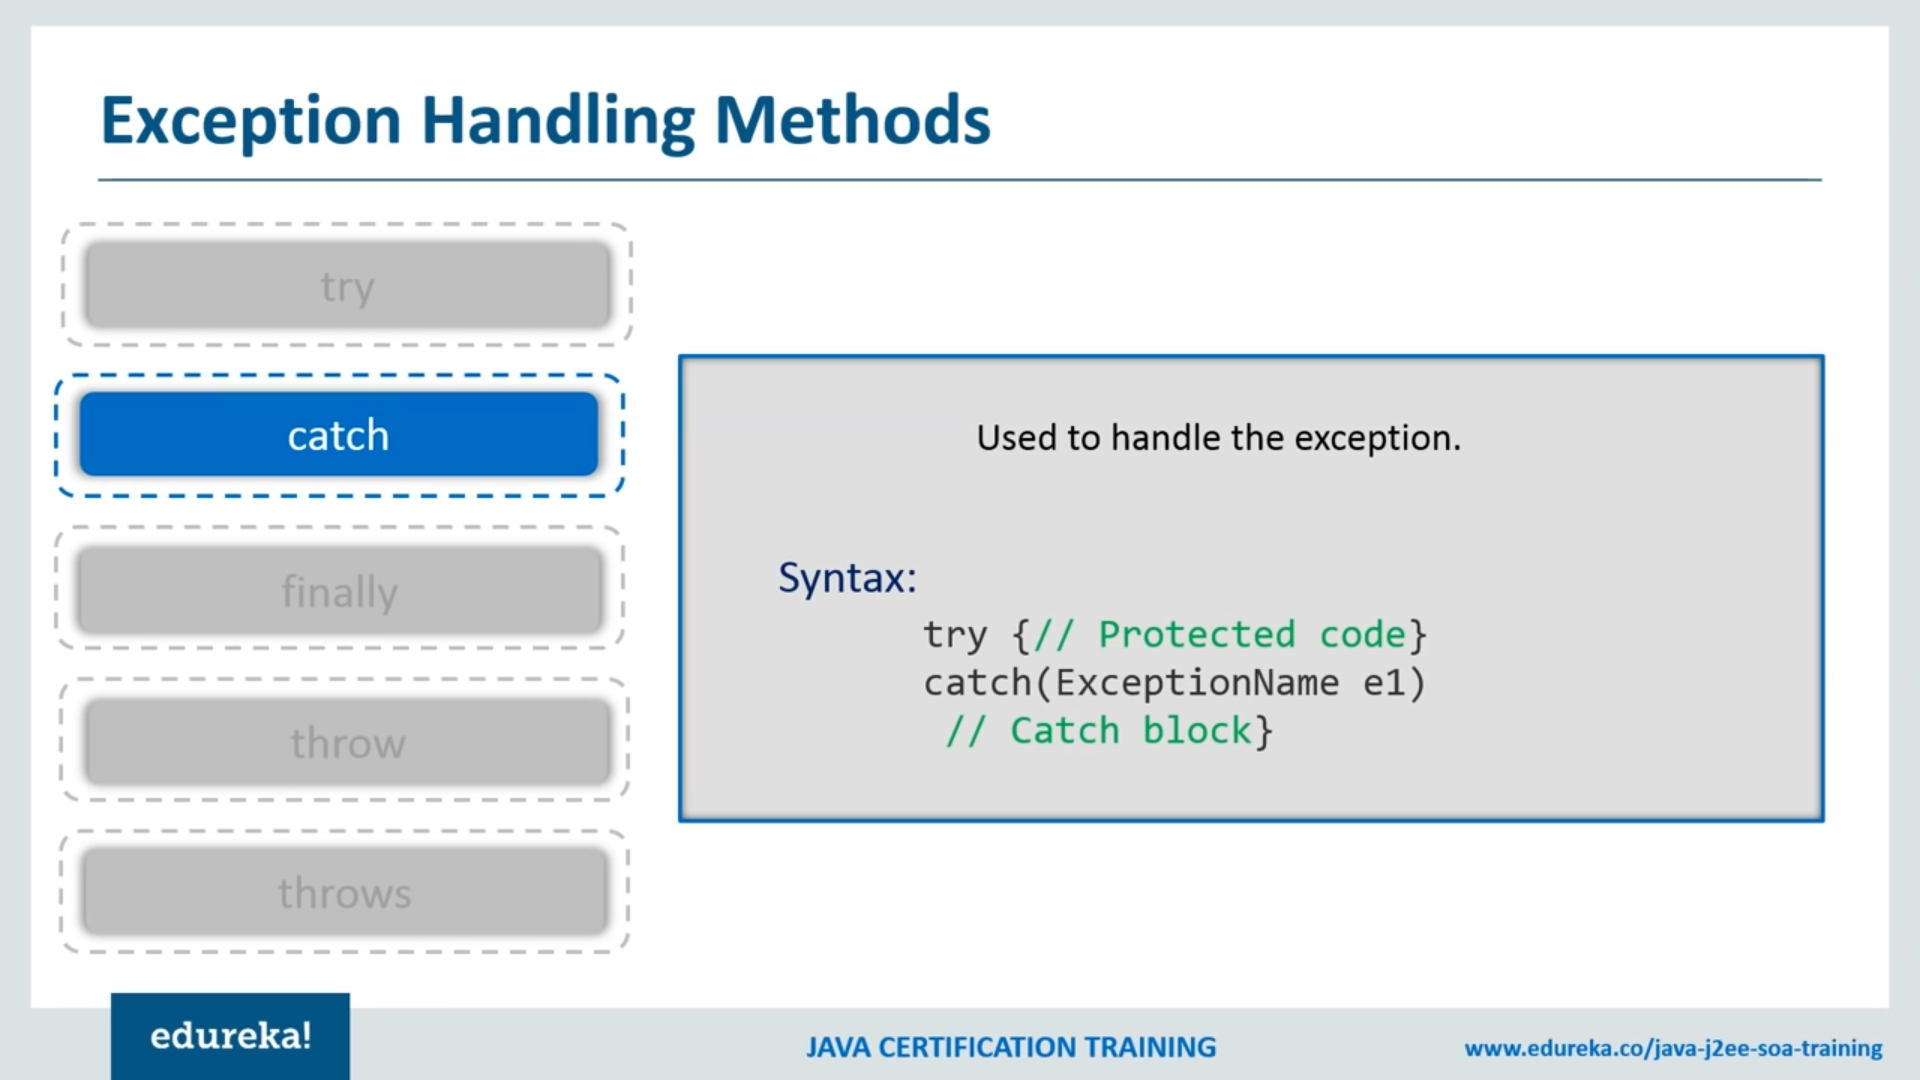 Exception Handling Methods
try
catch
finally
throw
throws
Used to handle the exception.
Syntax:
try {// Protected code}
catch(ExceptionName e1)
// Catch block}
edureka!
JAVA CERTIFICATION TRAINING
www.edureka.co/java-j2ee-soa-training